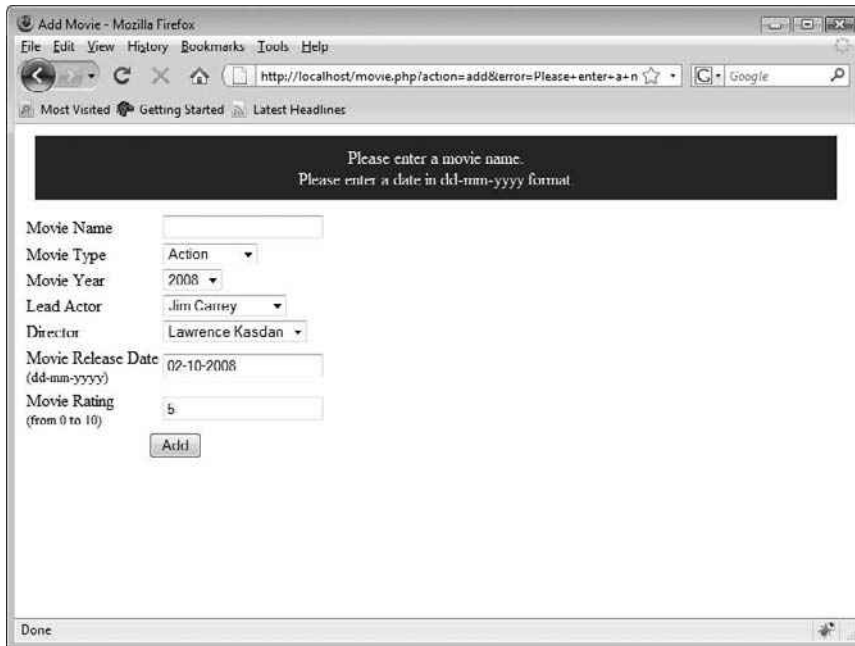 Add Movie - Mozilla Firefox
File Edit View History Bookmarks Tools Help
http://localhost/movie.php?action=add&error=Please+enter+a+n
G Google
Most Visited Getting Started Latest Headlines
Please enter a movie name.
Please enter a date in dd-mm-yyyy format.
Movie Name
Movie Type Action
Movie Year 2008
Lead Actor Jim Carrey
Director Lawrence Kasdan
Movie Release Date 02-10-2008
(dd-mm-yyyy)
Movie Rating 5
(from 0 to 10)
Add
Done